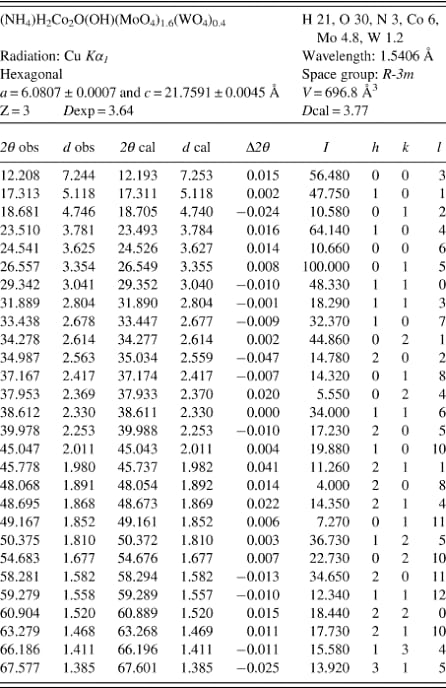 (NH₄)H₂Co₂O(OH)(MoO₄)₁.₆(WO₄)₀.₄ H 21, O 30, N 3, Co 6,
Mo 4.8, W 1.2
Radiation: Cu Kα₁ Wavelength: 1.5406 Å
Hexagonal Space group: R-3m
a = 6.0807 ± 0.0007 and c = 21.7591 ± 0.0045 Å V = 696.8 Å³
Z = 3 Dexp = 3.64 Dcal = 3.77
2θ obs d obs 2θ cal d cal Δ2θ I h k l
12.208 7.244 12.193 7.253 0.015 56.480 0 0 3
17.313 5.118 17.311 5.118 0.002 47.750 1 0 1
18.681 4.746 18.705 4.740 −0.024 10.580 0 1 2
23.510 3.781 23.493 3.784 0.016 64.140 1 0 4
24.541 3.625 24.526 3.627 0.014 10.660 0 0 6
26.557 3.354 26.549 3.355 0.008 100.000 0 1 5
29.342 3.041 29.352 3.040 −0.010 48.330 1 1 0
31.889 2.804 31.890 2.804 −0.001 18.290 1 1 3
33.438 2.678 33.447 2.677 −0.009 32.370 1 0 7
34.278 2.614 34.277 2.614 0.002 44.860 0 2 1
34.987 2.563 35.034 2.559 −0.047 14.780 2 0 2
37.167 2.417 37.174 2.417 −0.007 14.320 0 1 8
37.953 2.369 37.933 2.370 0.020 5.550 0 2 4
38.612 2.330 38.611 2.330 0.000 34.000 1 1 6
39.978 2.253 39.988 2.253 −0.010 17.230 2 0 5
45.047 2.011 45.043 2.011 0.004 19.880 1 0 10
45.778 1.980 45.737 1.982 0.041 11.260 2 1 1
48.068 1.891 48.054 1.892 0.014 4.000 2 0 8
48.695 1.868 48.673 1.869 0.022 14.350 2 1 4
49.167 1.852 49.161 1.852 0.006 7.270 0 1 11
50.375 1.810 50.372 1.810 0.003 36.730 1 2 5
54.683 1.677 54.676 1.677 0.007 22.730 0 2 10
58.281 1.582 58.294 1.582 −0.013 34.650 2 0 11
59.279 1.558 59.289 1.557 −0.010 12.340 1 1 12
60.904 1.520 60.889 1.520 0.015 18.440 2 2 0
63.279 1.468 63.268 1.469 0.011 17.730 2 1 10
66.186 1.411 66.196 1.411 −0.011 15.580 1 3 4
67.577 1.385 67.601 1.385 −0.025 13.920 3 1 5